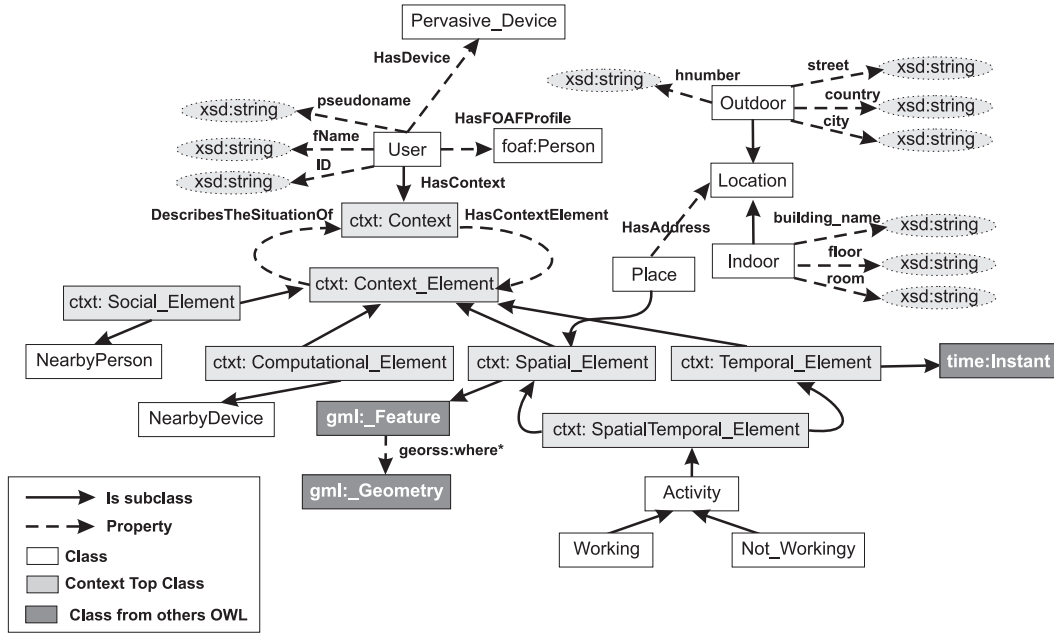 Pervasive_Device
HasDevice
street
xsd:string
xsd:string
hnumber
Outdoor
country
xsd:string
xsd:string
pseudoname
city
xsd:string
fName
HasFOAFProfile
xsd:string
User
foaf:Person
ID
xsd:string
HasContext
Location
DescribesTheSituationOf
ctxt: Context
HasContextElement
HasAddress
building_name
xsd:string
floor
Place
Indoor
xsd:string
room
xsd:string
ctxt: Context_Element
ctxt: Social_Element
NearbyPerson
ctxt: Computational_Element
ctxt: Spatial_Element
ctxt: Temporal_Element
time:Instant
NearbyDevice
gml:_Feature
ctxt: SpatialTemporal_Element
georss:where*
gml:_Geometry
Activity
Working
Not_Workingy
Is subclass
Property
Class
Context Top Class
Class from others OWL